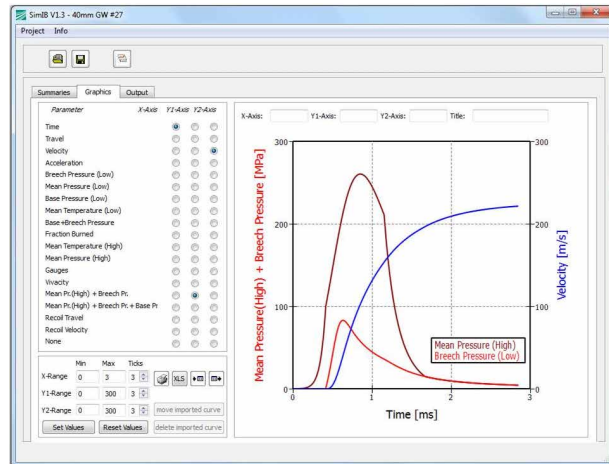 SimIB V1.3 - 40mm GW #27
Project Info
Summaries Graphics Output
Parameter X-Axis Y1-Axis Y2-Axis
Time
Travel
Velocity
Acceleration
Breech Pressure (Low)
Mean Pressure (Low)
Base Pressure (Low)
Mean Temperature (Low)
Base +Breech Pressure
Fraction Burned
Mean Temperature (High)
Mean Pressure (High)
Gauges
Vivacity
Mean Pr.(High) + Breech Pr.
Mean Pr.(High) + Breech Pr. + Base Pr
Recoil Travel
Recoil Velocity
None
Min Max Ticks
X-Range 0 3 3 XLS
Y1-Range 0 300 3 move imported curve
Y2-Range 0 300 3
Set Values Reset Values delete imported curve
X-Axis: Y1-Axis: Y2-Axis: Title:
Mean Pressure(High) + Breech Pressure [MPa]
300
200
100
0
300
200
100
0
Velocity [m/s]
Mean Pressure (High)
Breech Pressure (Low)
0 1 2 3
Time [ms]